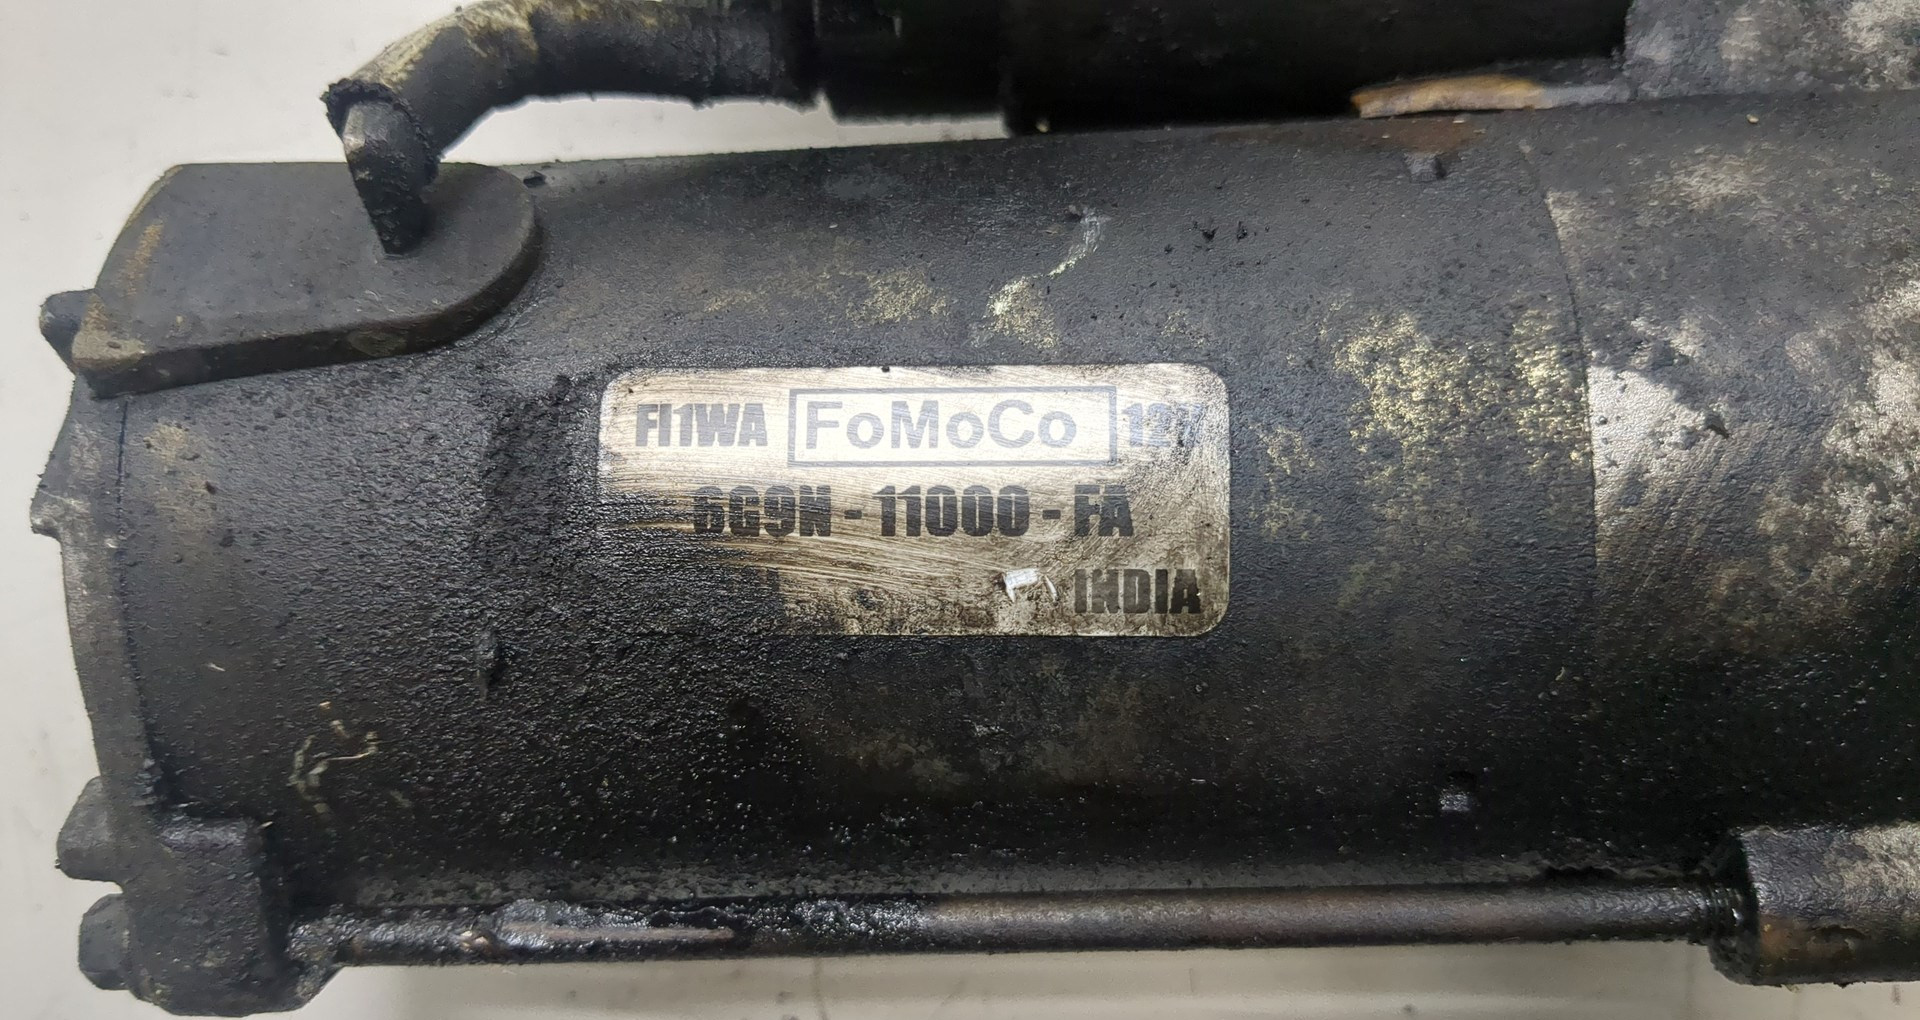 FI1WA FoMoCo 12V
6G9N - 11000 - FA
INDIA